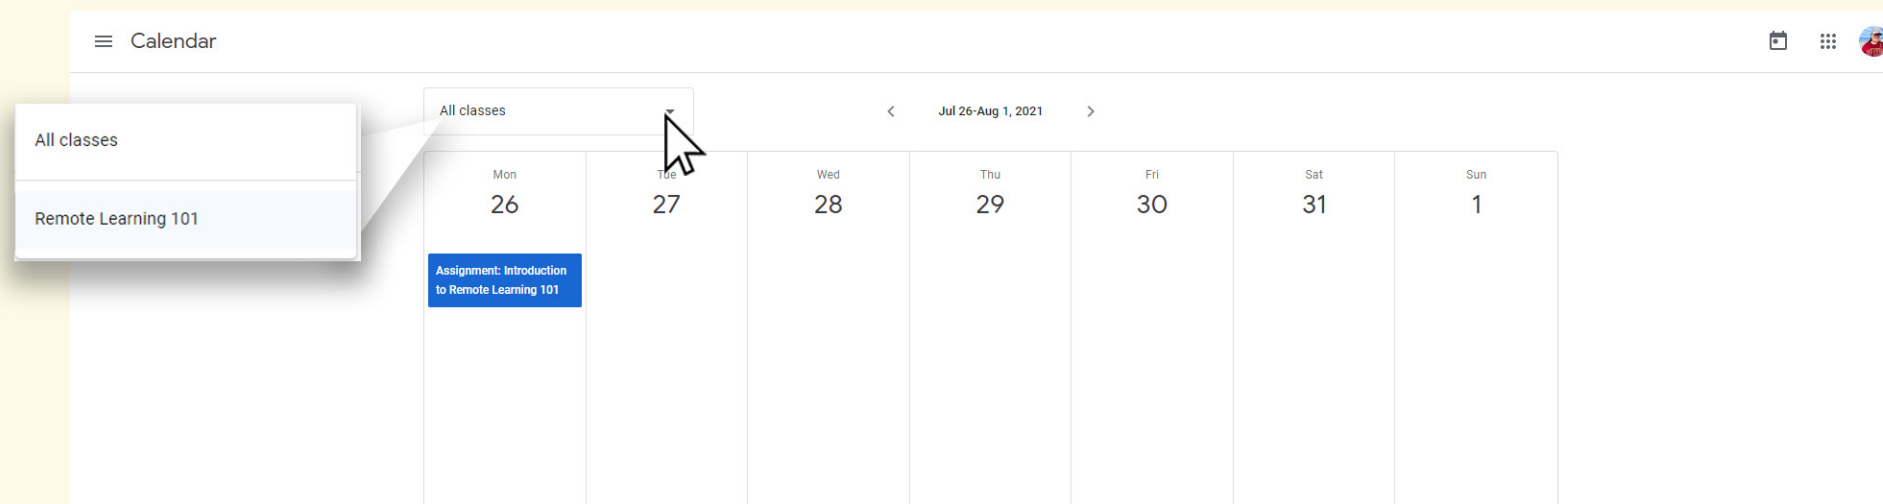 Calendar
All classes
Jul 26-Aug 1, 2021
All classes
Remote Learning 101
Mon
Tue
Wed
Thu
Fri
Sat
Sun
26
27
28
29
30
31
1
Assignment: Introduction
to Remote Learning 101